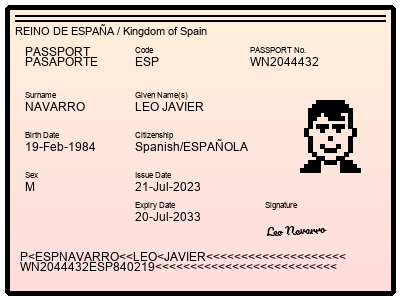 REINO DE ESPAÑA / Kingdom of Spain
PASSPORT
PASAPORTE
Code
ESP
PASSPORT No.
WN2044432
Surname
NAVARRO
Given Name(s)
LEO JAVIER
Birth Date
19-Feb-1984
Citizenship
Spanish/ESPAÑOLA
Sex
M
Issue Date
21-Jul-2023
Expiry Date
20-Jul-2033
Signature
Leo Navarro
P<ESPNAVARRO<<LEO<JAVIER<<<<<<<<<<<<<<<<<<<<
WN2044432ESP840219<<<<<<<<<<<<<<<<<<<<<<<<<<